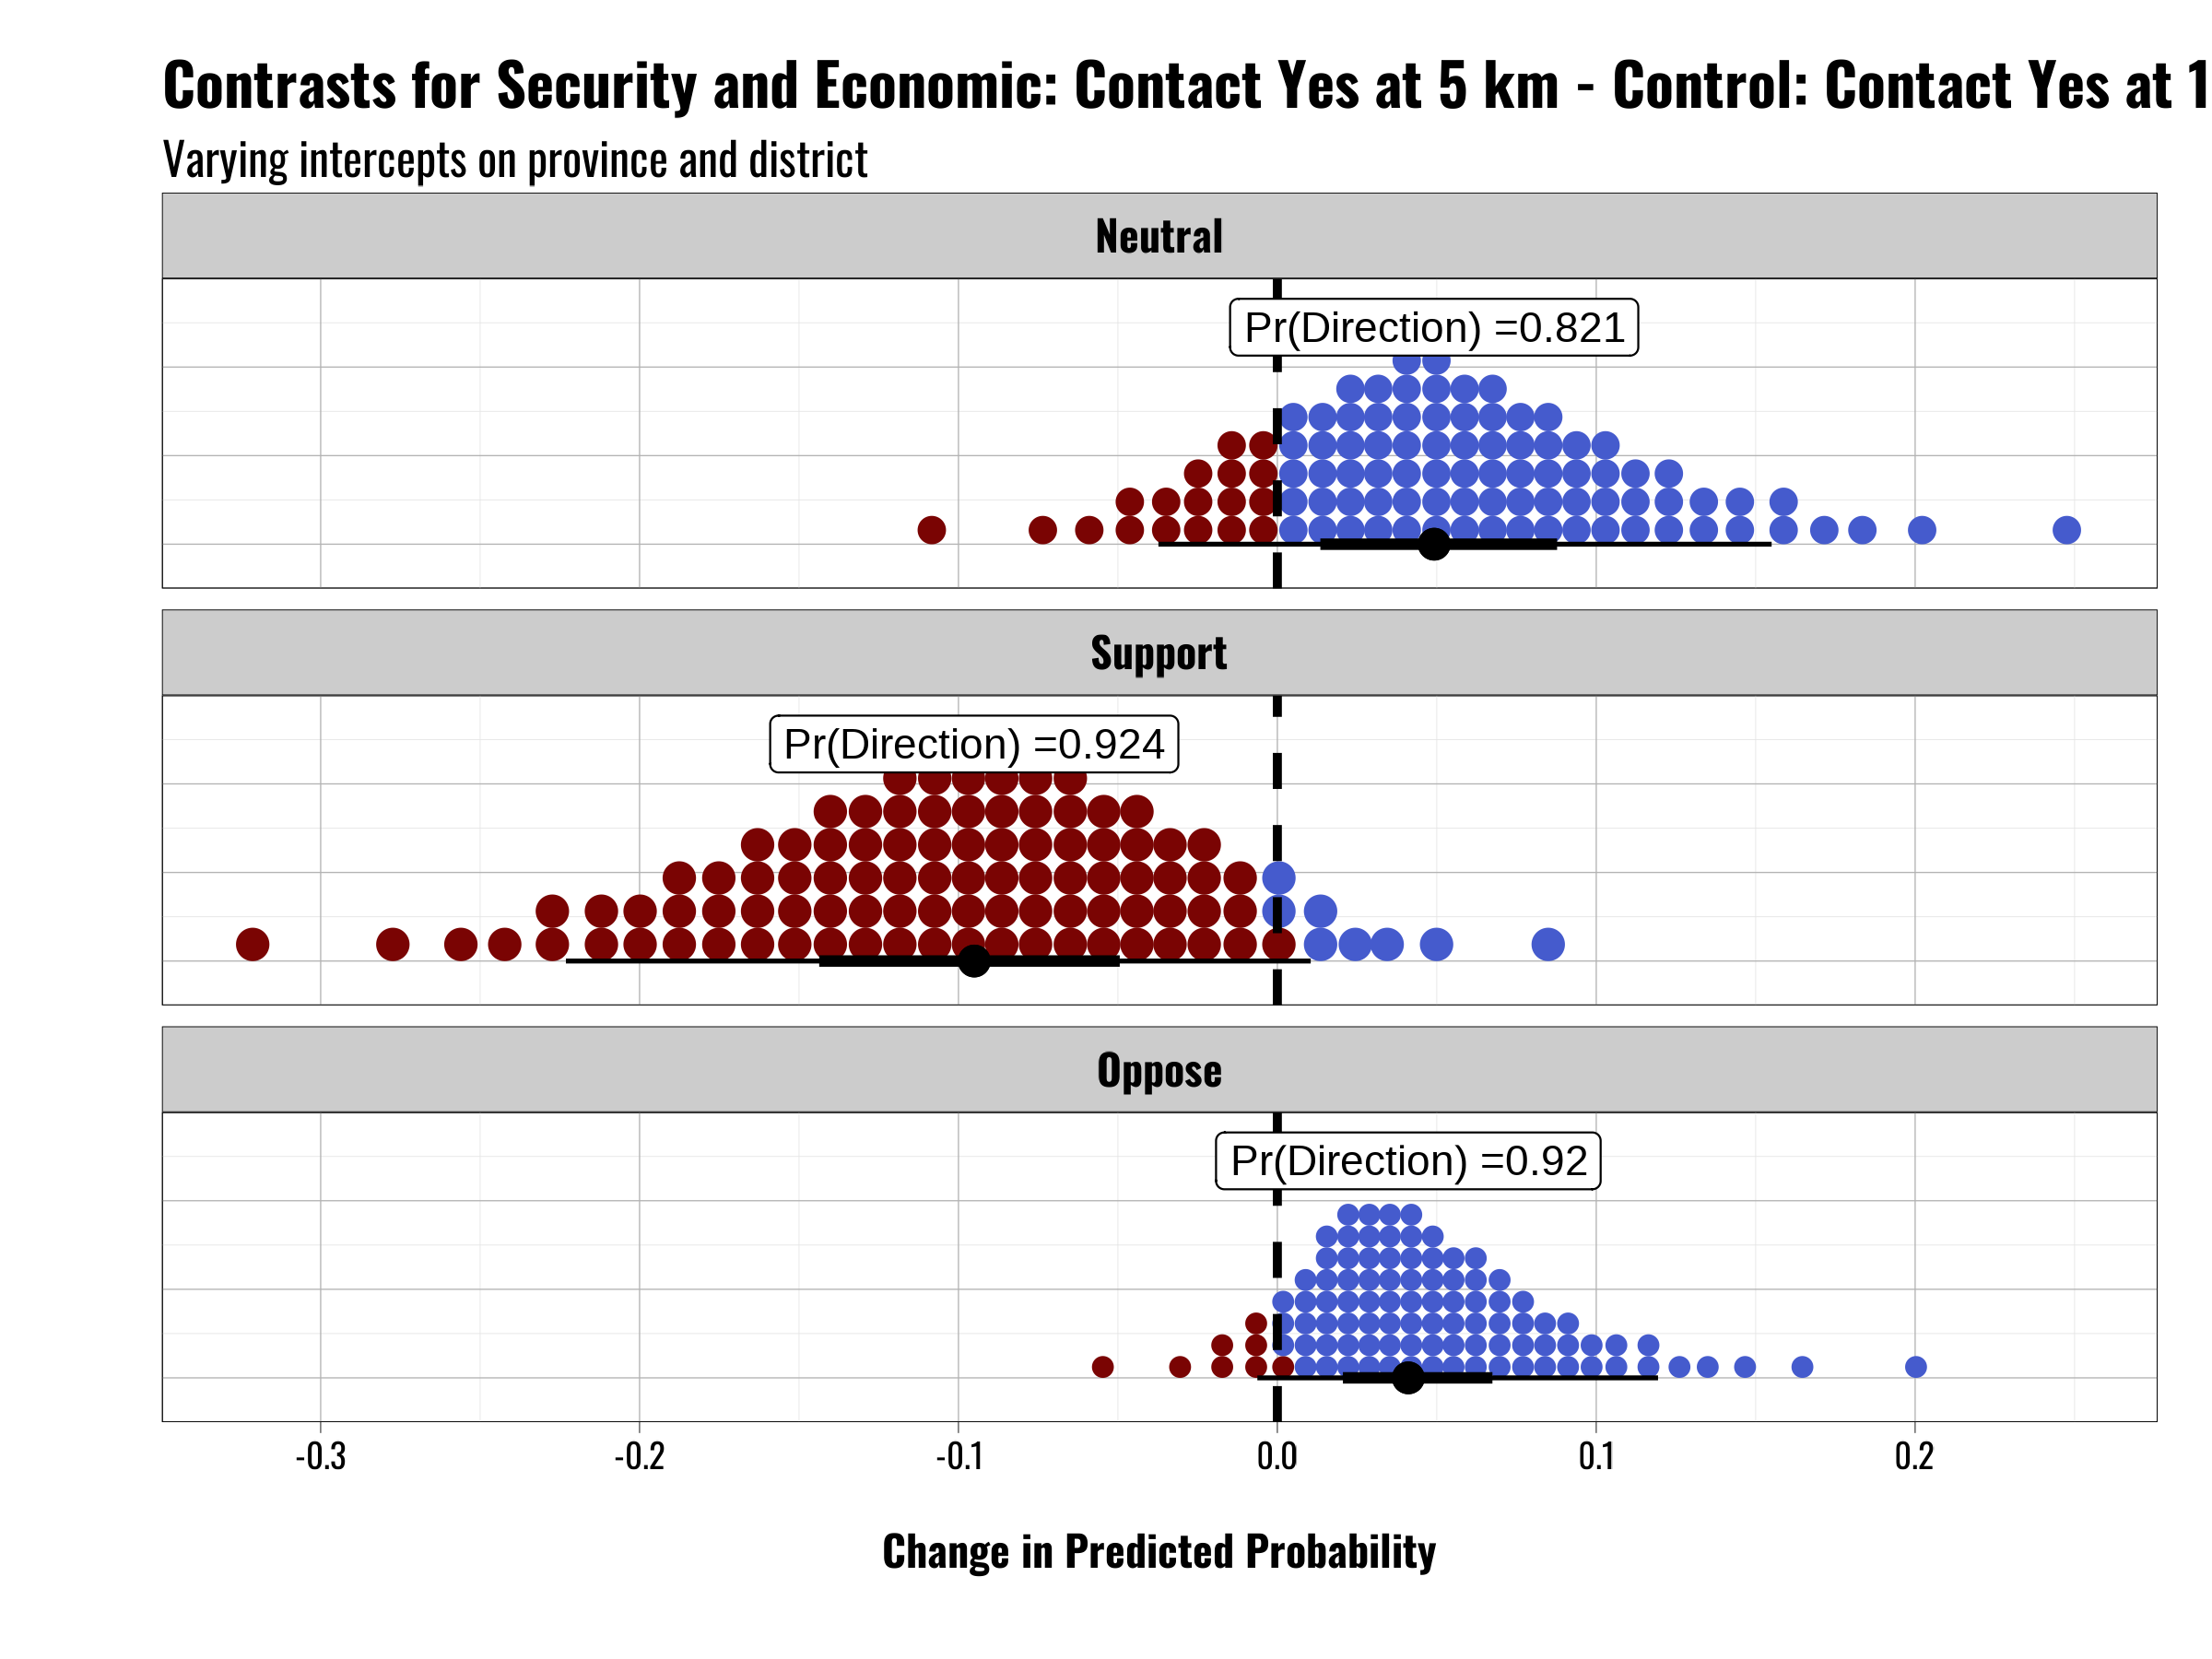 Contrasts for Security and Economic: Contact Yes at 5 km - Control: Contact Yes at 1
Varying intercepts on province and district
Neutral
Pr(Direction) =0.821
Support
Pr(Direction) =0.924
Oppose
Pr(Direction) =0.92
-0.3 -0.2 -0.1 0.0 0.1 0.2
Change in Predicted Probability